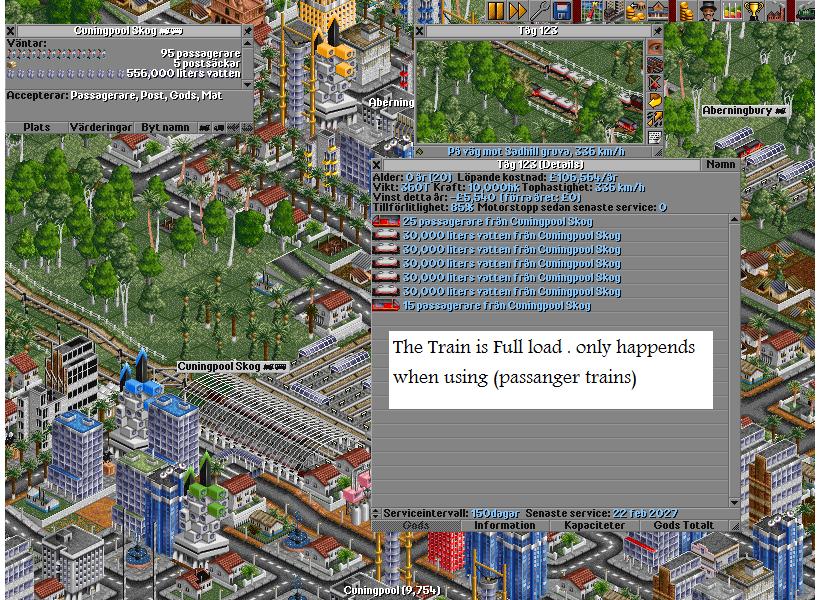 Cuningpool Skog
Väntar:
95 passagerare
5 postsäckar
556,000 liters vatten
Accepterar: Passagerare, Post, Gods, Mat
Plats Värderingar Byt namn
Aberning
Tåg 123
På väg mot Sadhill gruva, 336 km/h
Aberningbury
Tåg 123 (Details) Namn
Ålder: 0 år (20) Löpande kostnad: £106,564/år
Vikt: 360T Kraft: 10,000hk Tophastighet: 336 km/h
Vinst detta år: -£5,540 (förra året: £0)
Tillförlitlighet: 85% Motorstopp sedan senaste service: 0
25 passagerare från Cuningpool Skog
30,000 liters vatten från Cuningpool Skog
30,000 liters vatten från Cuningpool Skog
30,000 liters vatten från Cuningpool Skog
30,000 liters vatten från Cuningpool Skog
30,000 liters vatten från Cuningpool Skog
15 passagerare från Cuningpool Skog
The Train is Full load . only happends
when using (passanger trains)
Serviceintervall: 150dagar Senaste service: 22 feb 2027
Gods Information Kapaciteter Gods Totalt
Cuningpool Skog
Cuningpool (9,754)